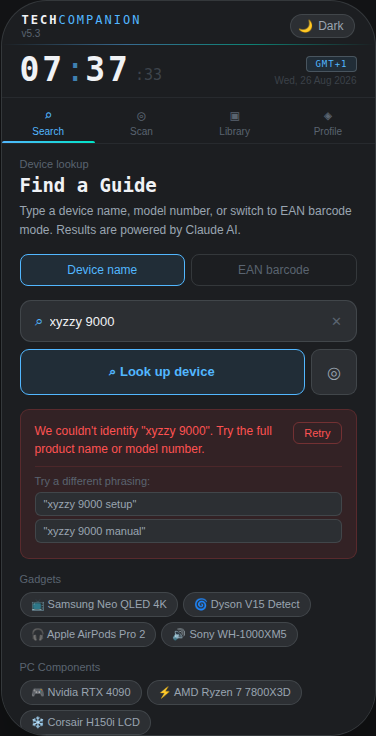 TECHCOMPANION
v5.3
Dark
07:37:33
GMT+1
Wed, 26 Aug 2026
Search
Scan
Library
Profile
Device lookup
Find a Guide
Type a device name, model number, or switch to EAN barcode
mode. Results are powered by Claude AI.
Device name
EAN barcode
xyzzy 9000
Look up device
We couldn't identify "xyzzy 9000". Try the full
product name or model number.
Retry
Try a different phrasing:
"xyzzy 9000 setup"
"xyzzy 9000 manual"
Gadgets
Samsung Neo QLED 4K
Dyson V15 Detect
Apple AirPods Pro 2
Sony WH-1000XM5
PC Components
Nvidia RTX 4090
AMD Ryzen 7 7800X3D
Corsair H150i LCD